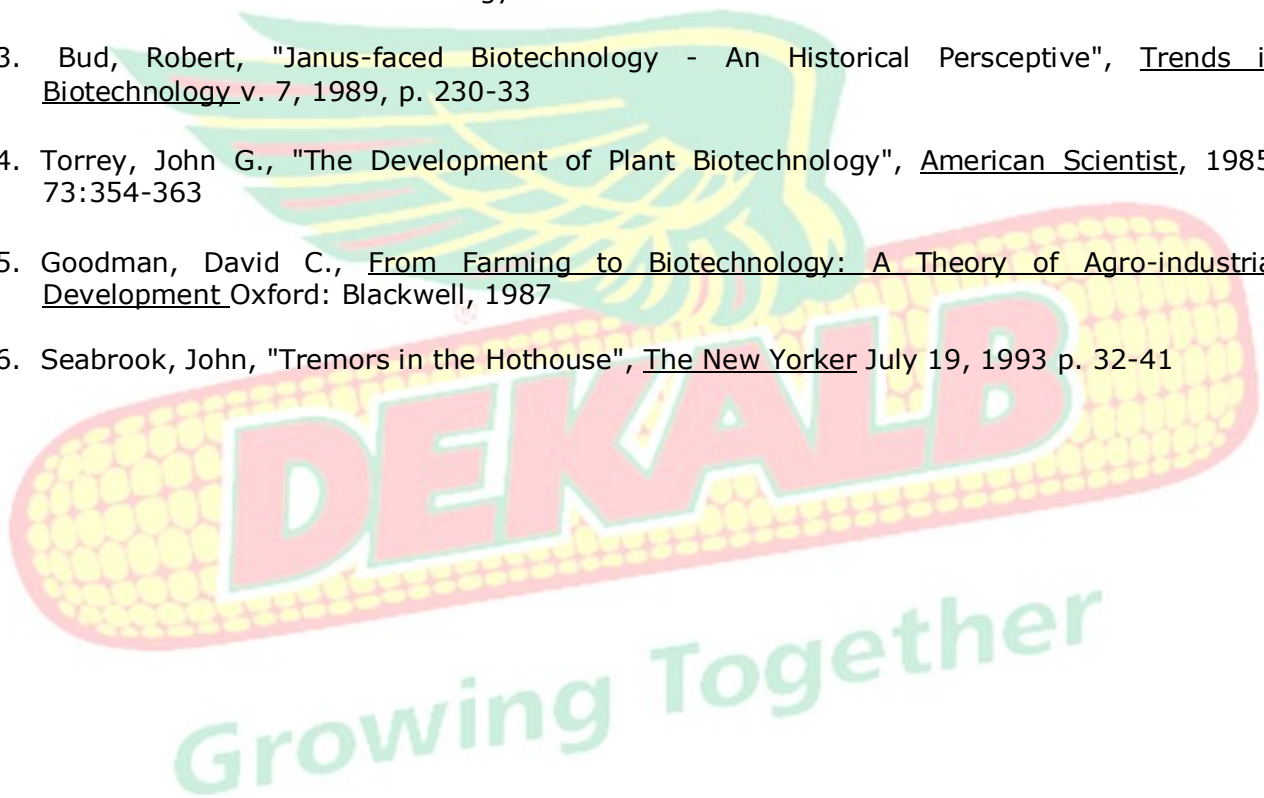 gy
3. Bud, Robert, "Janus-faced Biotechnology - An Historical Persceptive", Trends i
Biotechnology v. 7, 1989, p. 230-33
4. Torrey, John G., "The Development of Plant Biotechnology", American Scientist, 1985
73:354-363
5. Goodman, David C., From Farming to Biotechnology: A Theory of Agro-industria
Development Oxford: Blackwell, 1987
®
6. Seabrook, John, "Tremors in the Hothouse", The New Yorker July 19, 1993 p. 32-41
DEKALB
Growing Together